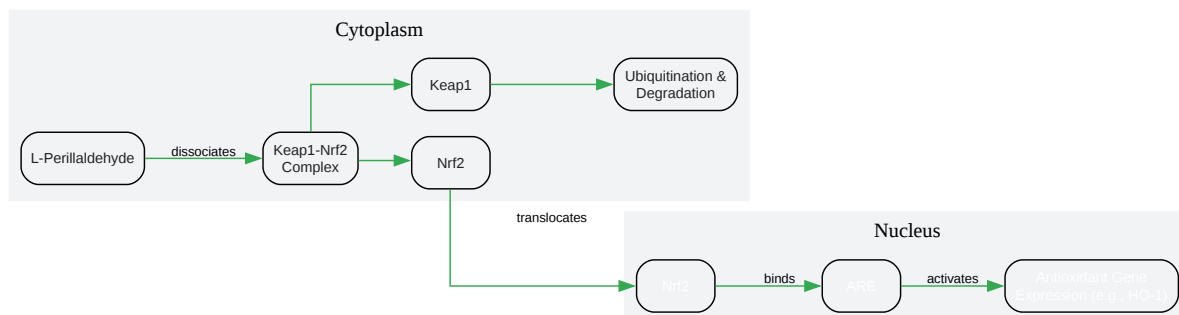 Cytoplasm
Keap1
Ubiquitination &
Degradation
L-Perillaldehyde
dissociates
Keap1-Nrf2
Complex
Nrf2
translocates
Nucleus
Nrf2
binds
ARE
activates
Antioxidant Gene
Expression (e.g., HO-1)